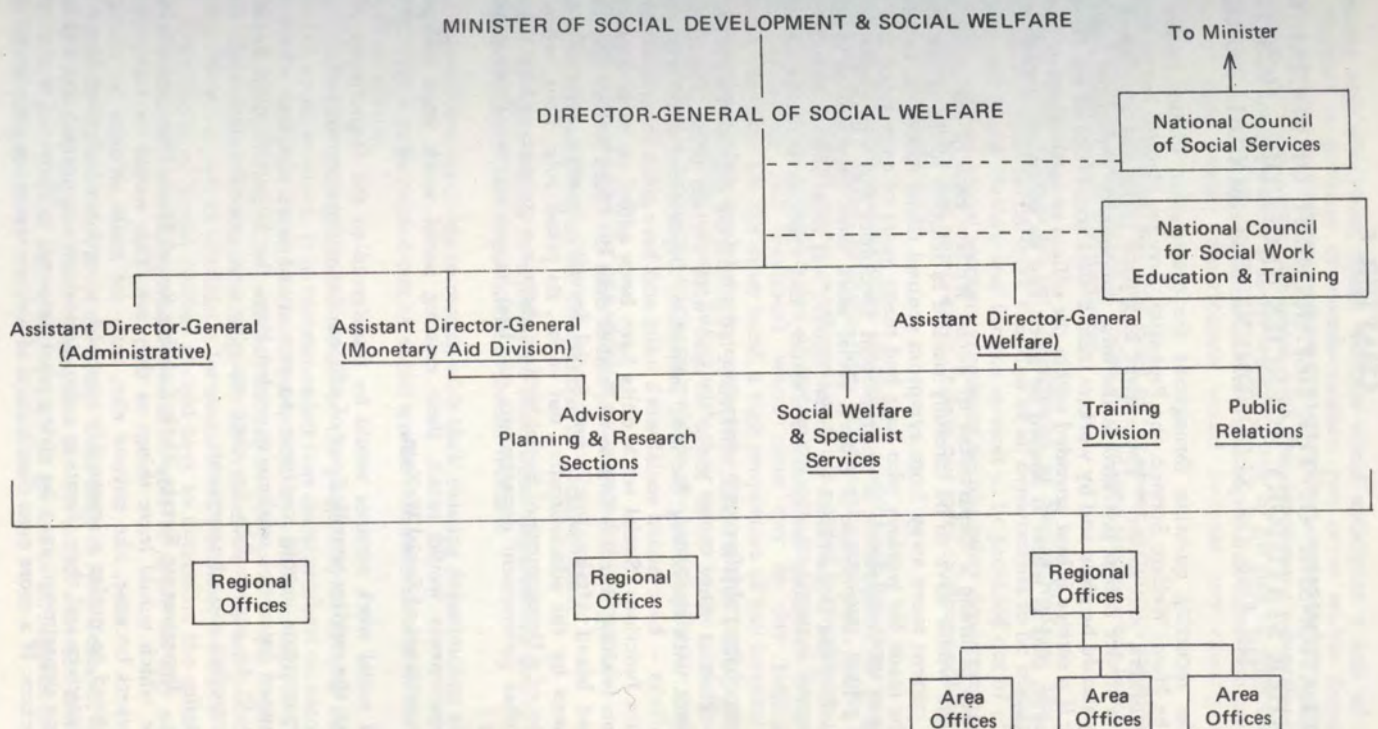 MINISTER OF SOCIAL DEVELOPMENT & SOCIAL WELFARE
To Minister
DIRECTOR-GENERAL OF SOCIAL WELFARE
National Council
of Social Services
National Council
for Social Work
Education & Training
Assistant Director-General
(Administrative)
Assistant Director-General
(Monetary Aid Division)
Assistant Director-General
(Welfare)
Advisory
Planning & Research
Sections
Social Welfare
& Specialist
Services
Training
Division
Public
Relations
Regional
Offices
Regional
Offices
Regional
Offices
Area
Offices
Area
Offices
Area
Offices